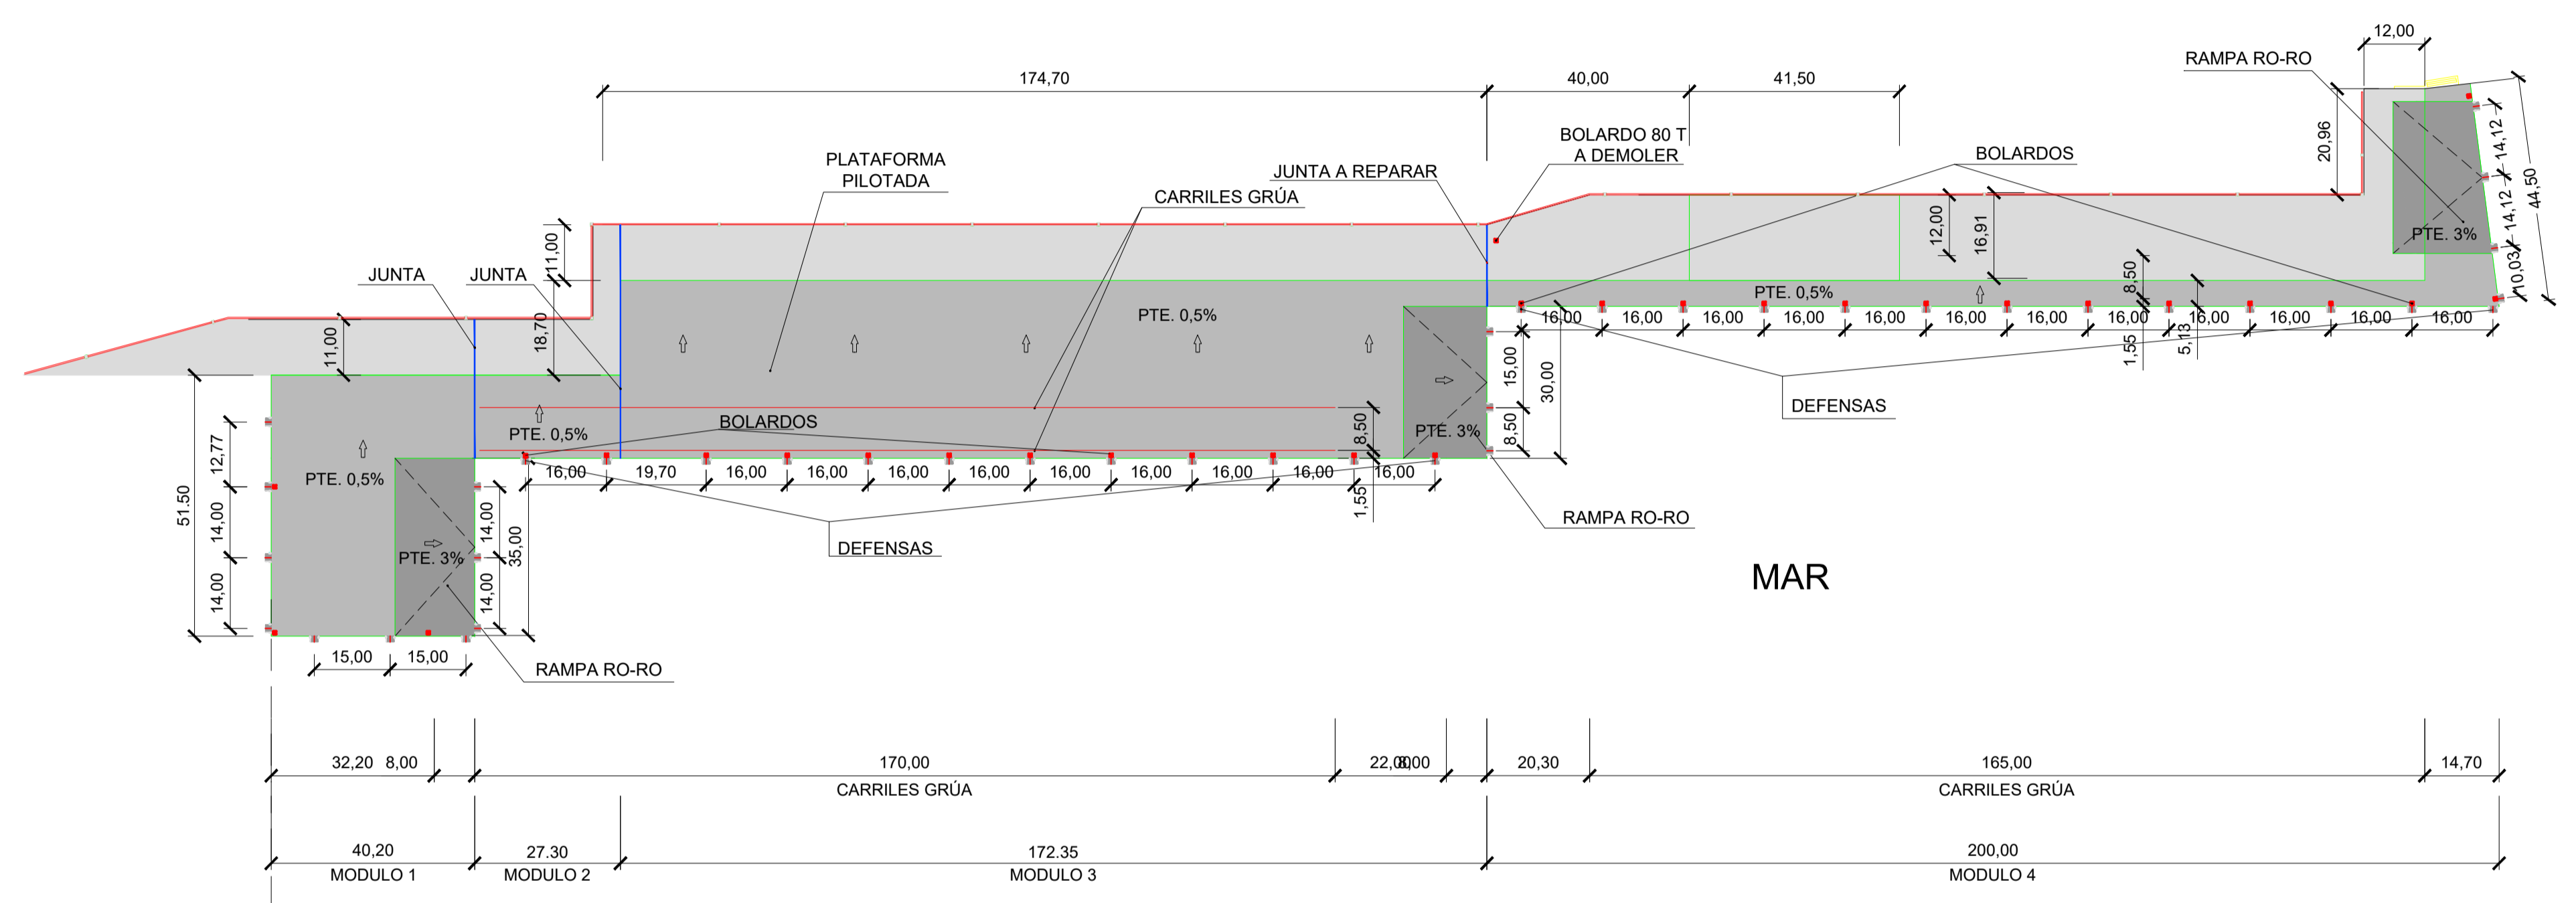 12,00
RAMPA RO-RO
174,70
40,00
41,50
BOLARDO 80 T
A DEMOLER
PLATAFORMA
PILOTADA
JUNTA A REPARAR
BOLARDOS
CARRILES GRÚA
20,96
14,12
44,50
14,12
10,03
PTE. 3%
11,00
12,00
16,91
8,50
JUNTA
JUNTA
PTE. 0,5%
PTE. 0,5%
16,00
16,00
16,00
16,00
16,00
16,00
16,00
16,00
16,00
16,00
16,00
16,00
1,55
5,13
11,00
18,70
15,00
30,00
8,50
8,50
DEFENSAS
BOLARDOS
PTE. 0,5%
PTE. 3%
16,00
19,70
16,00
16,00
16,00
16,00
16,00
16,00
16,00
16,00
16,00
1,55
12,77
PTE. 0,5%
51.50
14,00
14,00
14,00
14,00
35,00
PTE. 3%
DEFENSAS
RAMPA RO-RO
MAR
15,00
15,00
RAMPA RO-RO
32,20
8,00
170,00
22,00
8,00
20,30
165,00
14,70
CARRILES GRÚA
CARRILES GRÚA
40,20
27.30
172.35
200,00
MODULO 1
MODULO 2
MODULO 3
MODULO 4